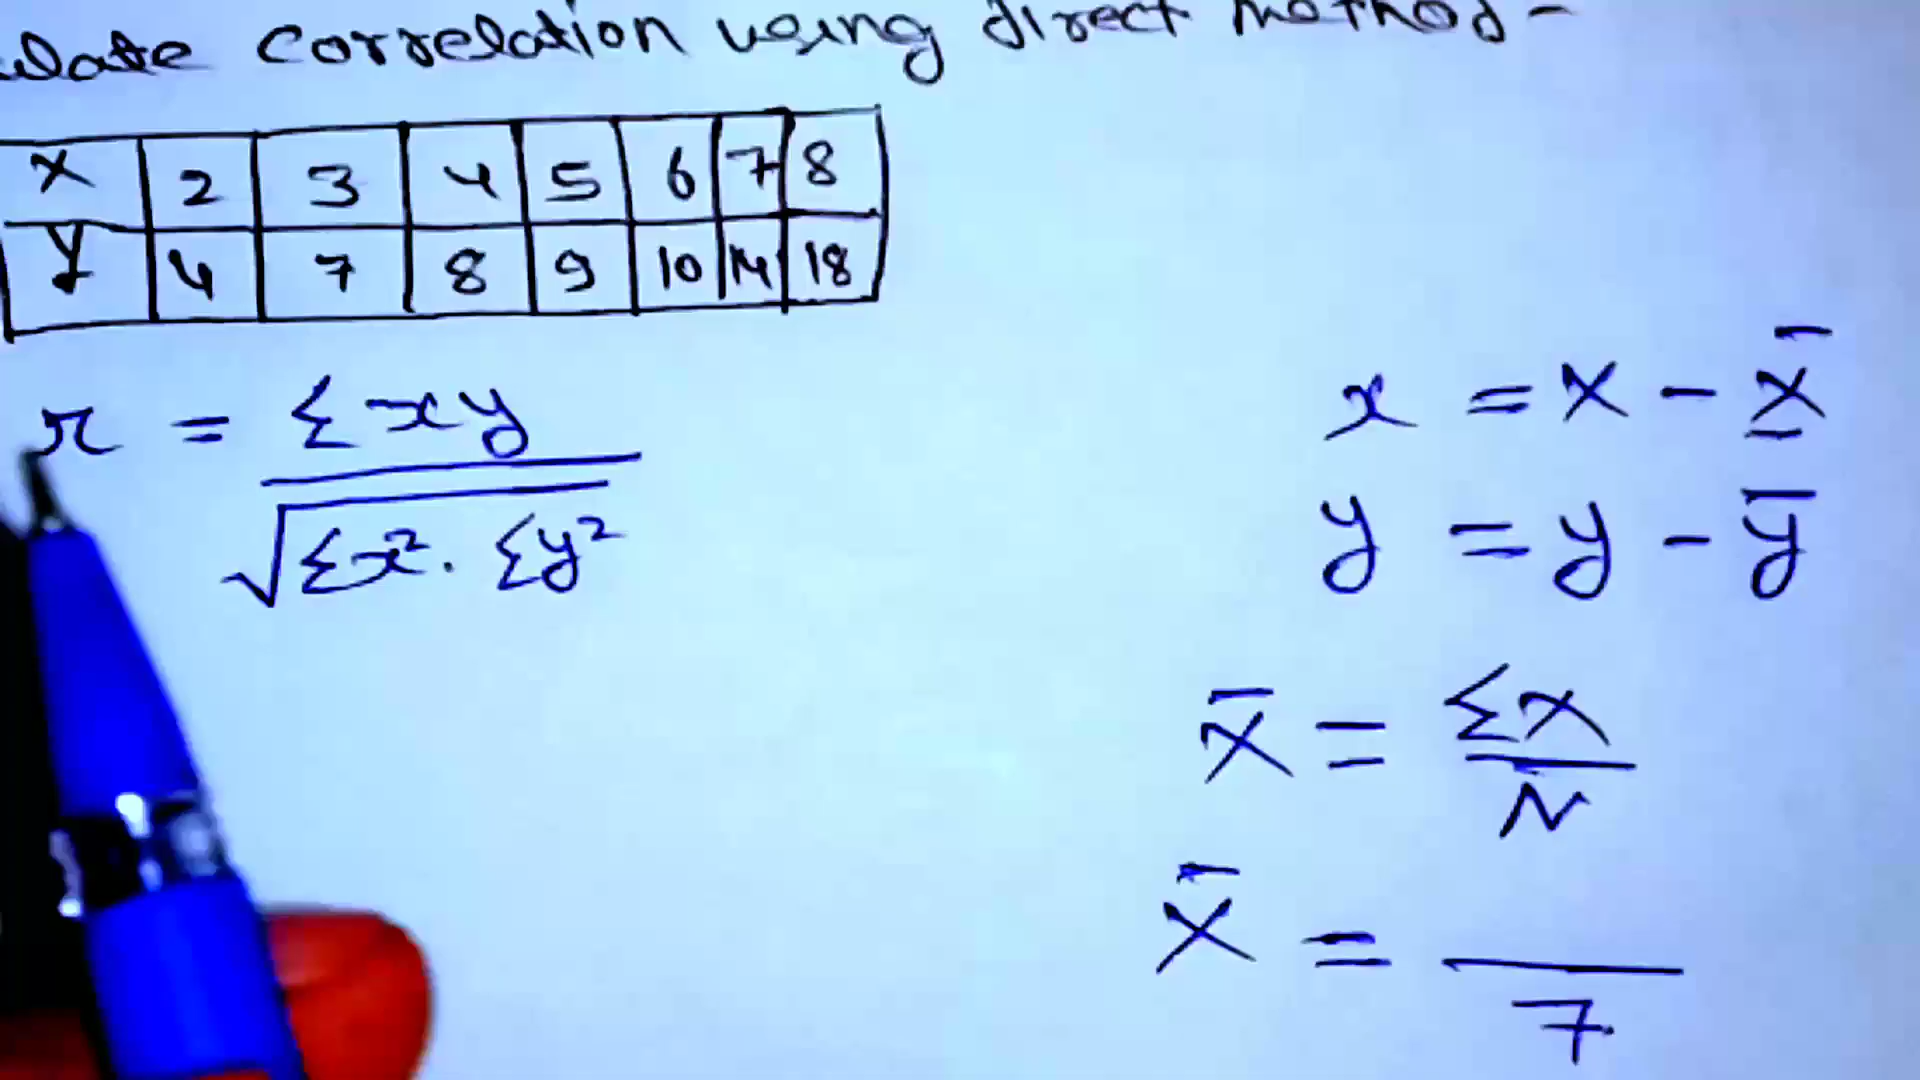 ulate correlation using direct method -
X 2 3 4 5 6 7 8
y 4 7 8 9 10 14 18
r = Σxy / √Σx² . Σy²
x = X - X̄
y = y - ȳ
X̄ = ΣX / N
X̄ = / 7